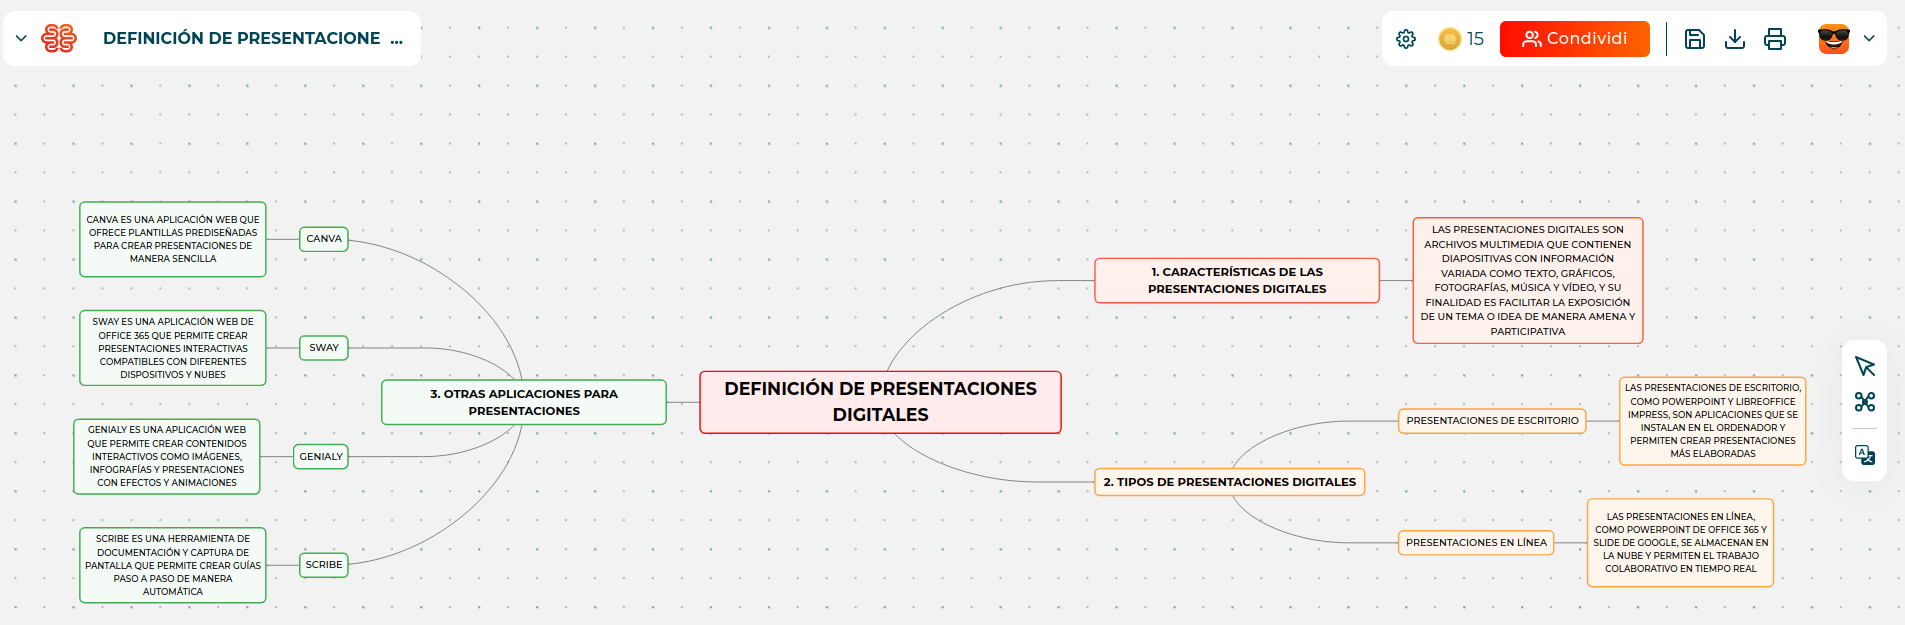 DEFINICIÓN DE PRESENTACIONE ...
15
Condividi
CANVA ES UNA APLICACIÓN WEB QUE
OFRECE PLANTILLAS PREDISEÑADAS
PARA CREAR PRESENTACIONES DE
MANERA SENCILLA
CANVA
SWAY ES UNA APLICACIÓN WEB DE
OFFICE 365 QUE PERMITE CREAR
PRESENTACIONES INTERACTIVAS
COMPATIBLES CON DIFERENTES
DISPOSITIVOS Y NUBES
SWAY
GENIALY ES UNA APLICACIÓN WEB
QUE PERMITE CREAR CONTENIDOS
INTERACTIVOS COMO IMÁGENES,
INFOGRAFÍAS Y PRESENTACIONES
CON EFECTOS Y ANIMACIONES
GENIALY
SCRIBE ES UNA HERRAMIENTA DE
DOCUMENTACIÓN Y CAPTURA DE
PANTALLA QUE PERMITE CREAR GUÍAS
PASO A PASO DE MANERA
AUTOMÁTICA
SCRIBE
3. OTRAS APLICACIONES PARA
PRESENTACIONES
DEFINICIÓN DE PRESENTACIONES
DIGITALES
1. CARACTERÍSTICAS DE LAS
PRESENTACIONES DIGITALES
LAS PRESENTACIONES DIGITALES SON
ARCHIVOS MULTIMEDIA QUE CONTIENEN
DIAPOSITIVAS CON INFORMACIÓN
VARIADA COMO TEXTO, GRÁFICOS,
FOTOGRAFÍAS, MÚSICA Y VÍDEO, Y SU
FINALIDAD ES FACILITAR LA EXPOSICIÓN
DE UN TEMA O IDEA DE MANERA AMENA Y
PARTICIPATIVA
2. TIPOS DE PRESENTACIONES DIGITALES
PRESENTACIONES DE ESCRITORIO
LAS PRESENTACIONES DE ESCRITORIO,
COMO POWERPOINT Y LIBREOFFICE
IMPRESS, SON APLICACIONES QUE SE
INSTALAN EN EL ORDENADOR Y
PERMITEN CREAR PRESENTACIONES
MÁS ELABORADAS
PRESENTACIONES EN LÍNEA
LAS PRESENTACIONES EN LÍNEA,
COMO POWERPOINT DE OFFICE 365 Y
SLIDE DE GOOGLE, SE ALMACENAN EN
LA NUBE Y PERMITEN EL TRABAJO
COLABORATIVO EN TIEMPO REAL